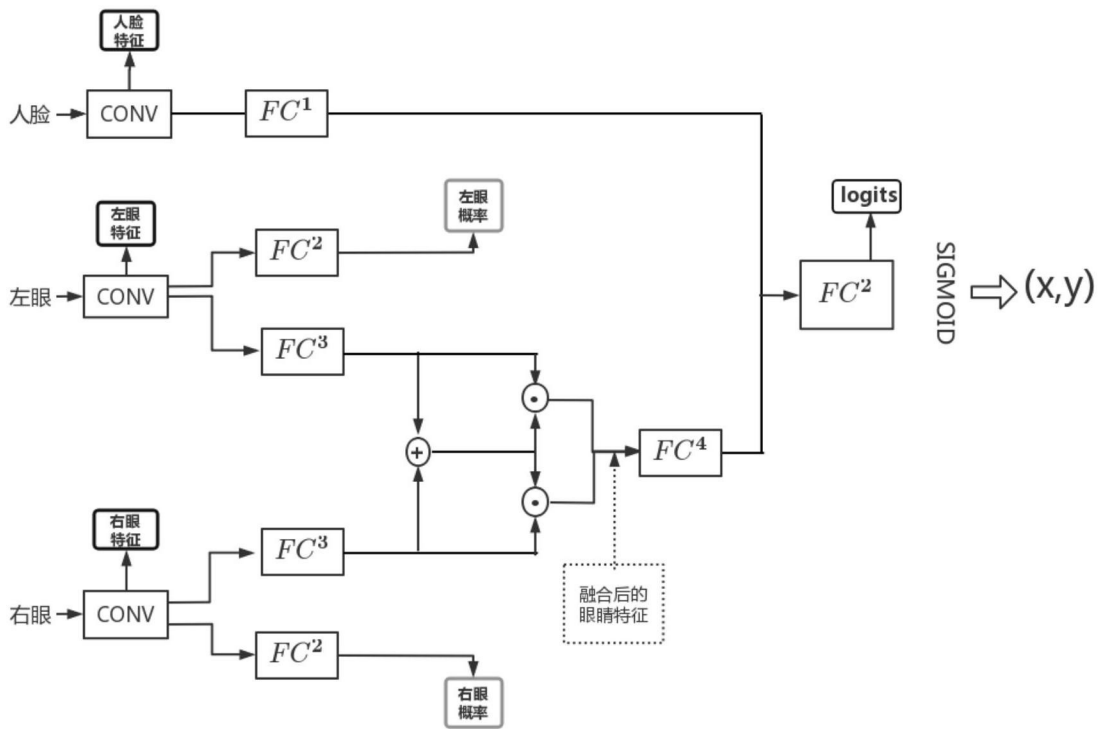 人脸
特征
人脸
CONV
FC¹
左眼
特征
左眼
概率
左眼
CONV
FC²
FC³
logits
FC²
SIGMOID
(x,y)
+
FC⁴
右眼
特征
右眼
CONV
FC³
FC²
融合后的
眼睛特征
右眼
概率